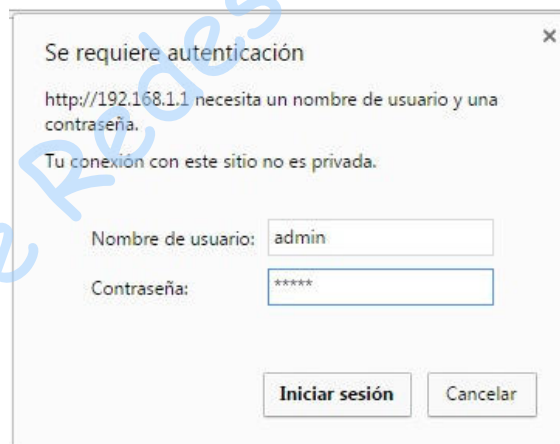 Se requiere autenticación
http://192.168.1.1 necesita un nombre de usuario y una
contraseña.
Tu conexión con este sitio no es privada.
Nombre de usuario: admin
Contraseña: *****
Iniciar sesión Cancelar
e Redes